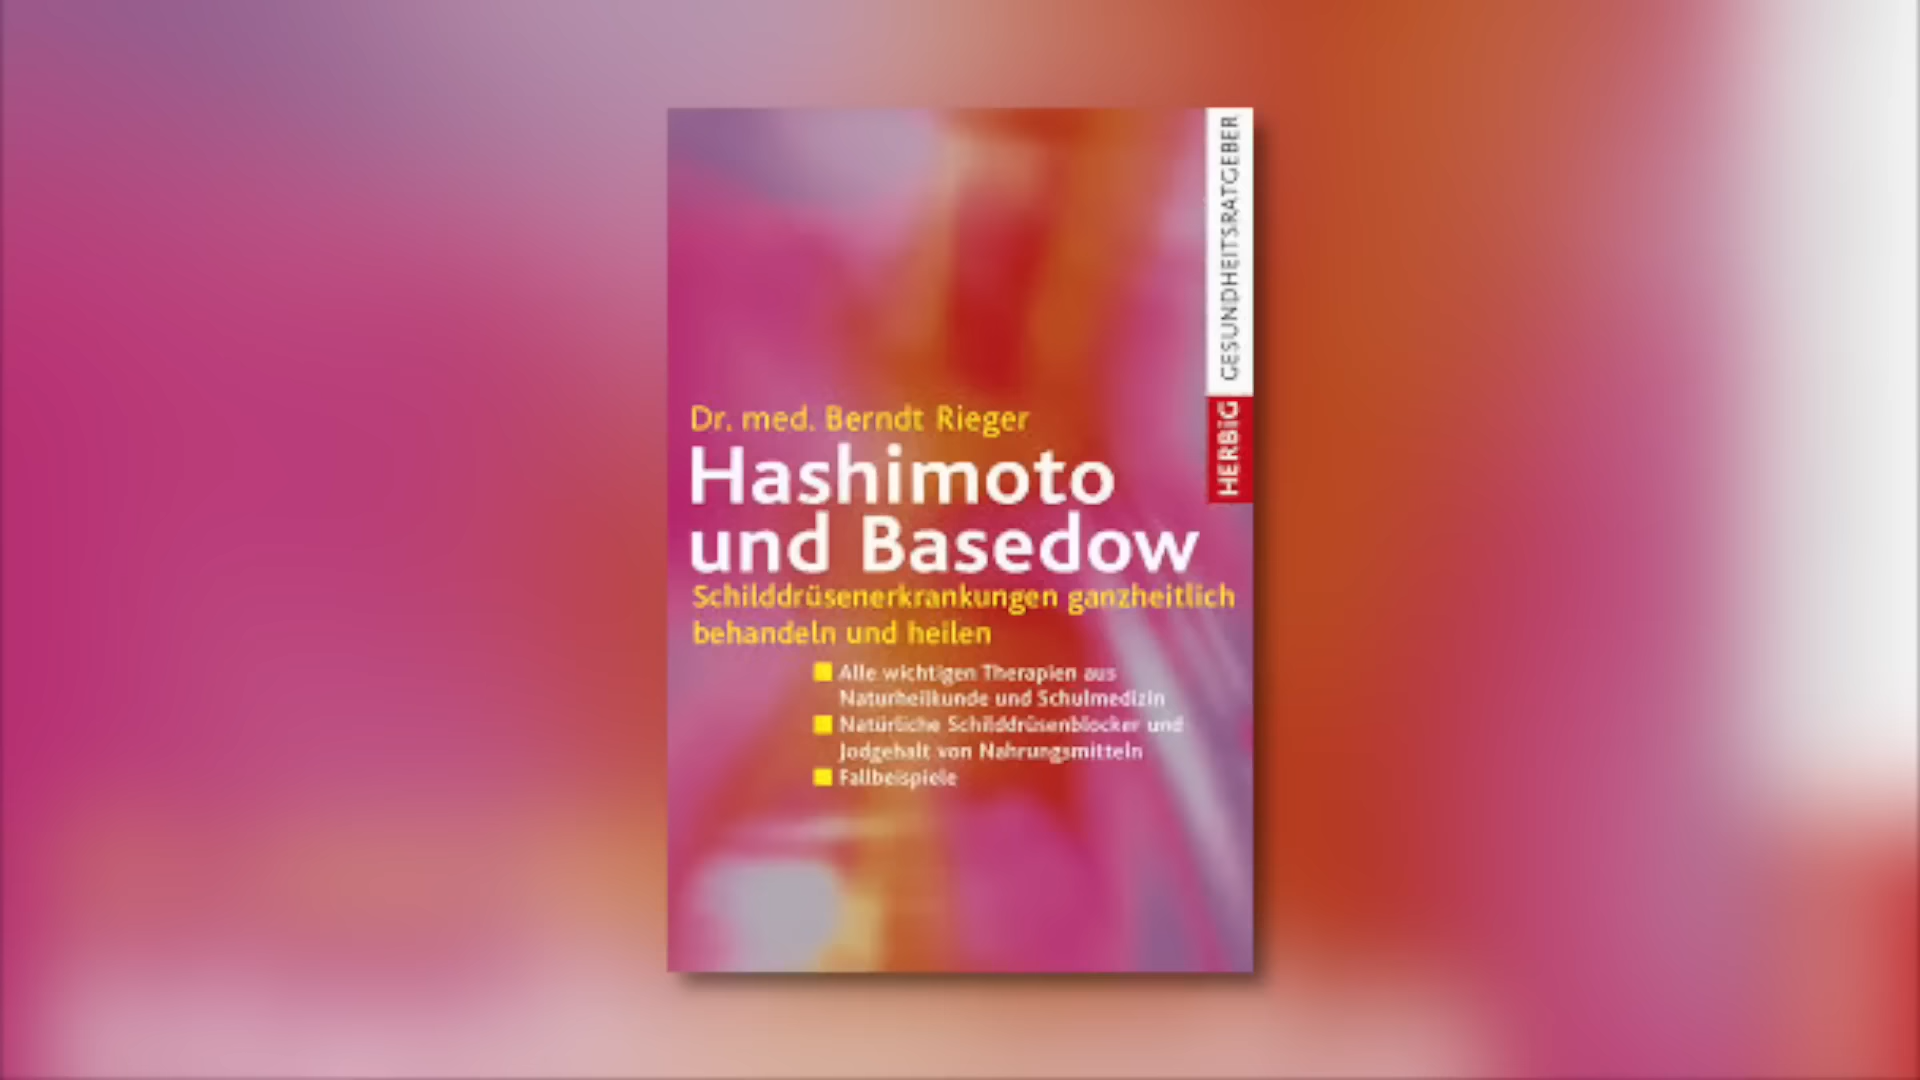 GESUNDHEITSRATGEBER
HERBiG
Dr. med. Berndt Rieger
Hashimoto
und Basedow
Schilddrüsenerkrankungen ganzheitlich
behandeln und heilen
Alle wichtigen Therapien aus
Naturheilkunde und Schulmedizin
Natürliche Schilddrüsenblocker und
Jodgehalt von Nahrungsmitteln
Fallbeispiele